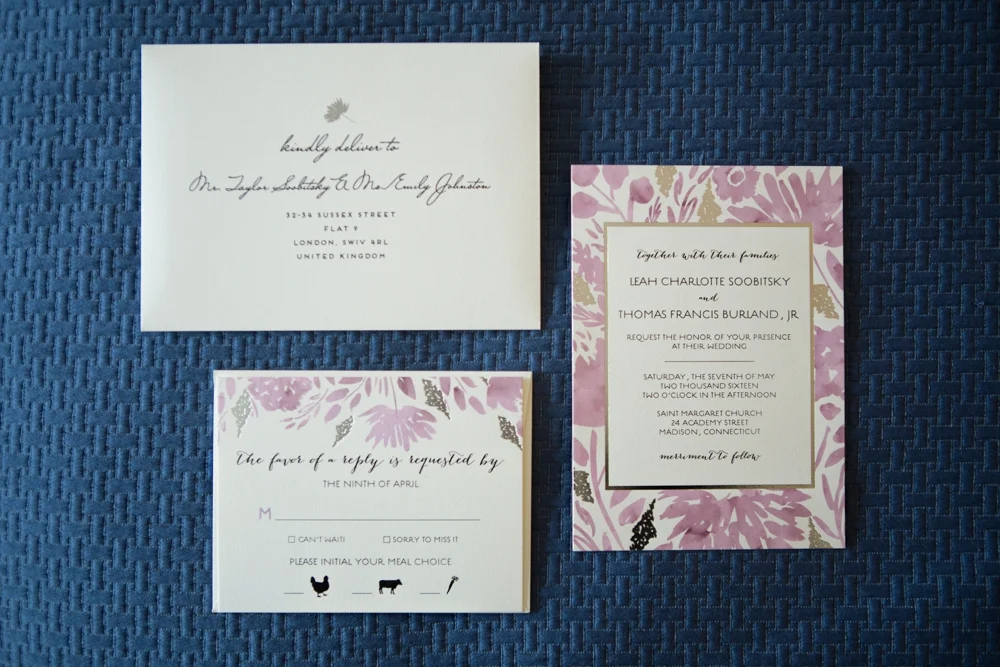 kindly deliver to
Mr. Taylor Soobitsky & Ms. Emily Johnston
32-34 SUSSEX STREET
FLAT 9
LONDON, SW1V 4RL
UNITED KINGDOM
together with their families
LEAH CHARLOTTE SOOBITSKY
and
THOMAS FRANCIS BURLAND, JR
REQUEST THE HONOR OF YOUR PRESENCE
AT THEIR WEDDING
SATURDAY, THE SEVENTH OF MAY
TWO THOUSAND SIXTEEN
TWO O'CLOCK IN THE AFTERNOON
SAINT MARGARET CHURCH
24 ACADEMY STREET
MADISON, CONNECTICUT
merriment to follow
the favor of a reply is requested by
THE NINTH OF APRIL
M
CAN'T WAIT! SORRY TO MISS IT
PLEASE INITIAL YOUR MEAL CHOICE